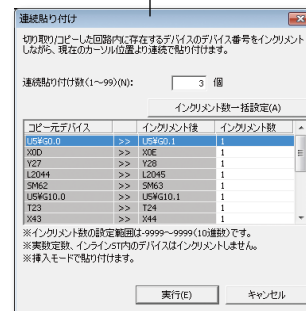 連続貼り付け
切り取り/コピーした回路内に存在するデバイスのデバイス番号をインクリメント
しながら、現在のカーソル位置より連続で貼り付けます。
連続貼り付け数(1～99)(N): 3 個
インクリメント数一括設定(A)
コピー元デバイス インクリメント後 インクリメント数
U5¥G0.0 >> U5¥G0.1 1
X0D >> X0E 1
Y27 >> Y28 1
L2044 >> L2045 1
SM62 >> SM63 1
U5¥G10.0 >> U5¥G10.1 1
T23 >> T24 1
X43 >> X44 1
※インクリメント数の設定範囲は-9999～9999(10進数)です。
※実数定数、インラインST内のデバイスはインクリメントしません。
※挿入モードで貼り付けます。
実行(E) キャンセル